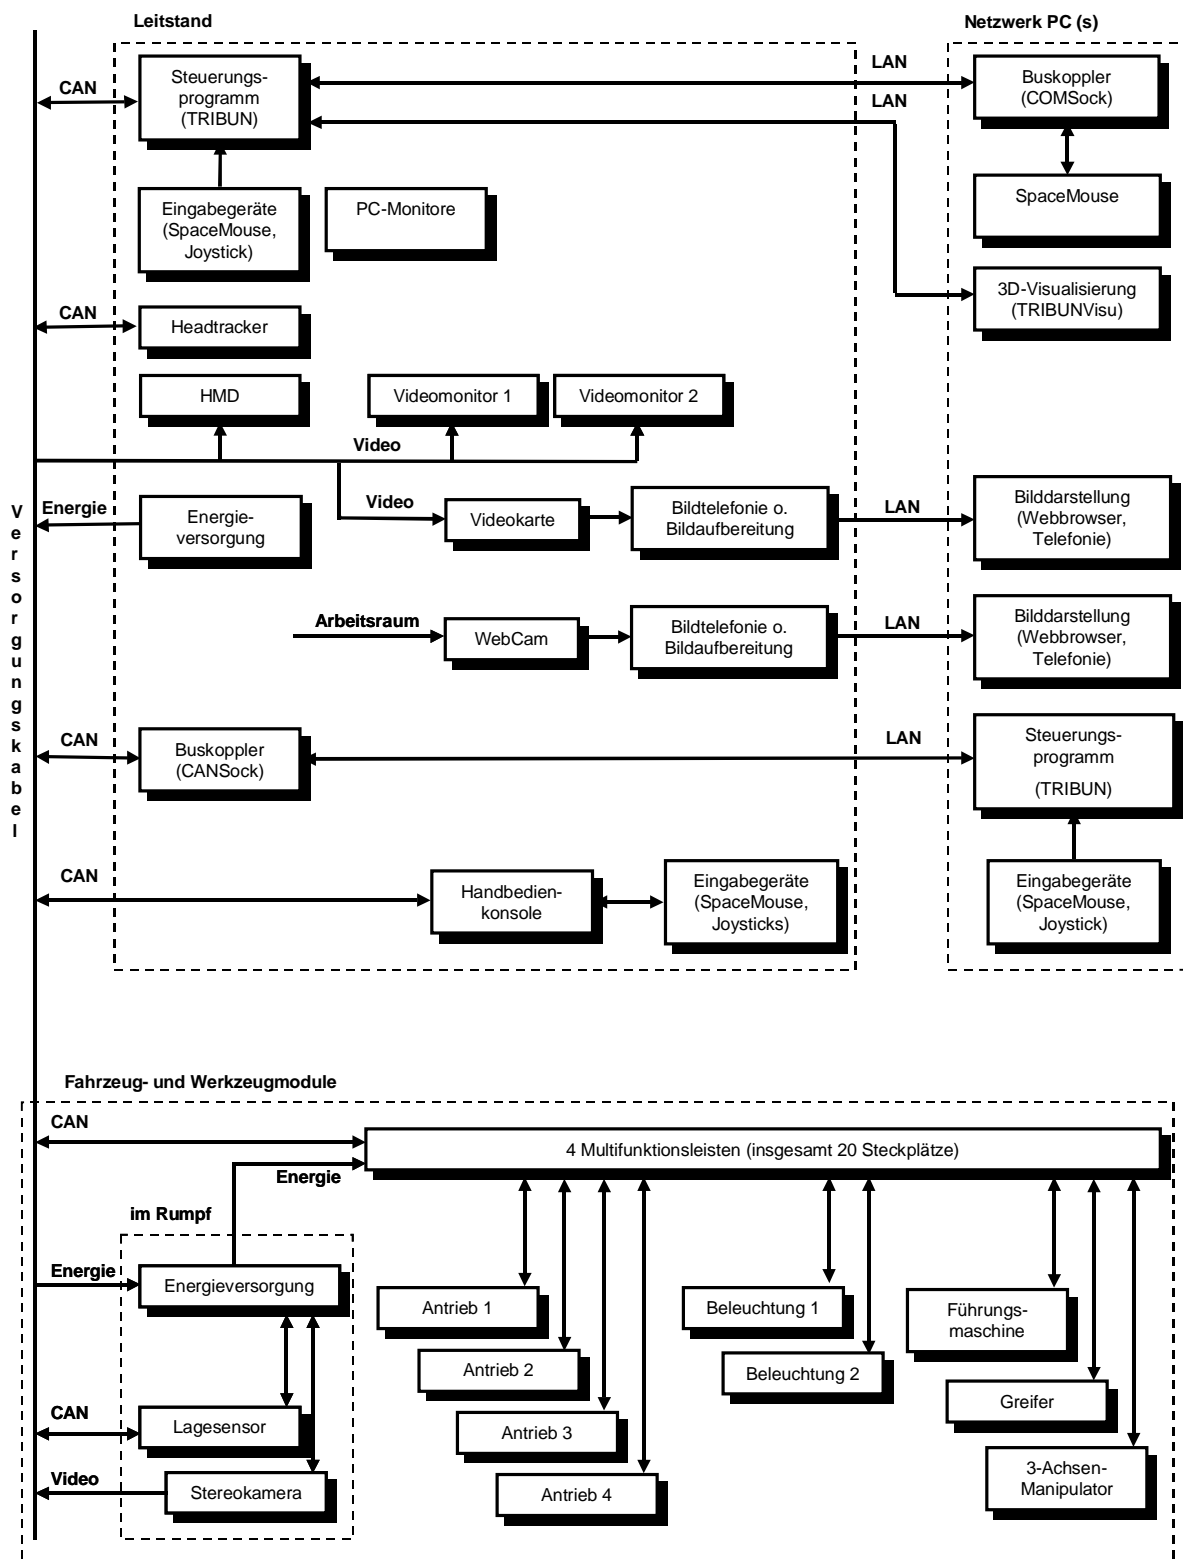 Leitstand
Netzwerk PC (s)
CAN
Steuerungs-
programm
(TRIBUN)
LAN
LAN
Buskoppler
(COMSock)
Eingabegeräte
(SpaceMouse,
Joystick)
PC-Monitore
SpaceMouse
3D-Visualisierung
(TRIBUNVisu)
CAN
Headtracker
HMD
Videomonitor 1
Videomonitor 2
Video
Versorgungskabel
Energie
Energie-
versorgung
Video
Videokarte
Bildtelefonie o.
Bildaufbereitung
LAN
Bilddarstellung
(Webbrowser,
Telefonie)
Arbeitsraum
WebCam
Bildtelefonie o.
Bildaufbereitung
LAN
Bilddarstellung
(Webbrowser,
Telefonie)
CAN
Buskoppler
(CANSock)
LAN
Steuerungs-
programm
(TRIBUN)
CAN
Handbedien-
konsole
Eingabegeräte
(SpaceMouse,
Joysticks)
Eingabegeräte
(SpaceMouse,
Joystick)
Fahrzeug- und Werkzeugmodule
CAN
4 Multifunktionsleisten (insgesamt 20 Steckplätze)
Energie
im Rumpf
Energie
Energieversorgung
Antrieb 1
Beleuchtung 1
Führungs-
maschine
Antrieb 2
Beleuchtung 2
Greifer
CAN
Lagesensor
Antrieb 3
Video
Stereokamera
Antrieb 4
3-Achsen-
Manipulator